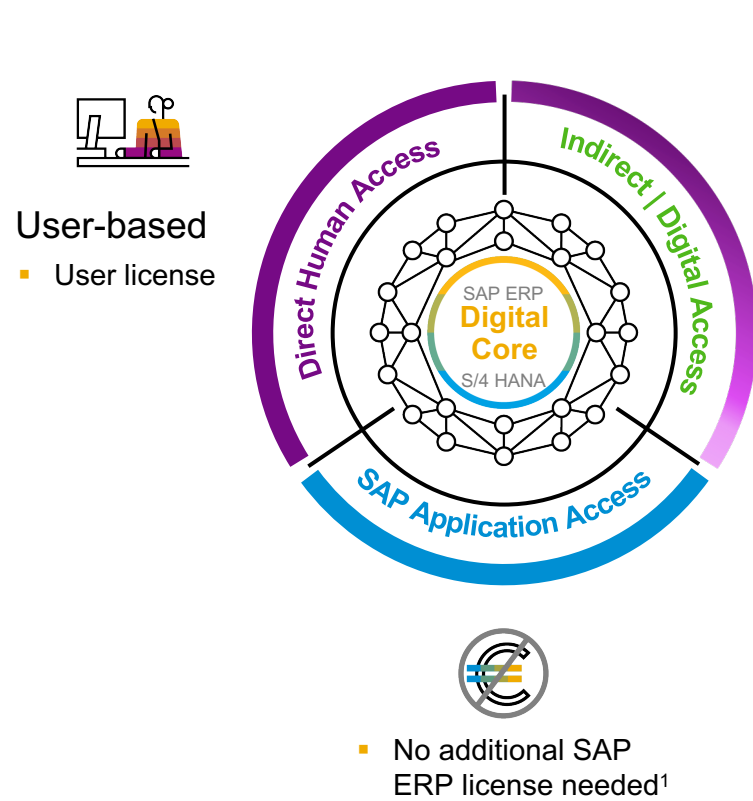 User-based
▪ User license
Direct Human Access
Indirect | Digital Access
SAP ERP
Digital
Core
S/4 HANA
SAP Application Access
▪ No additional SAP
ERP license needed¹